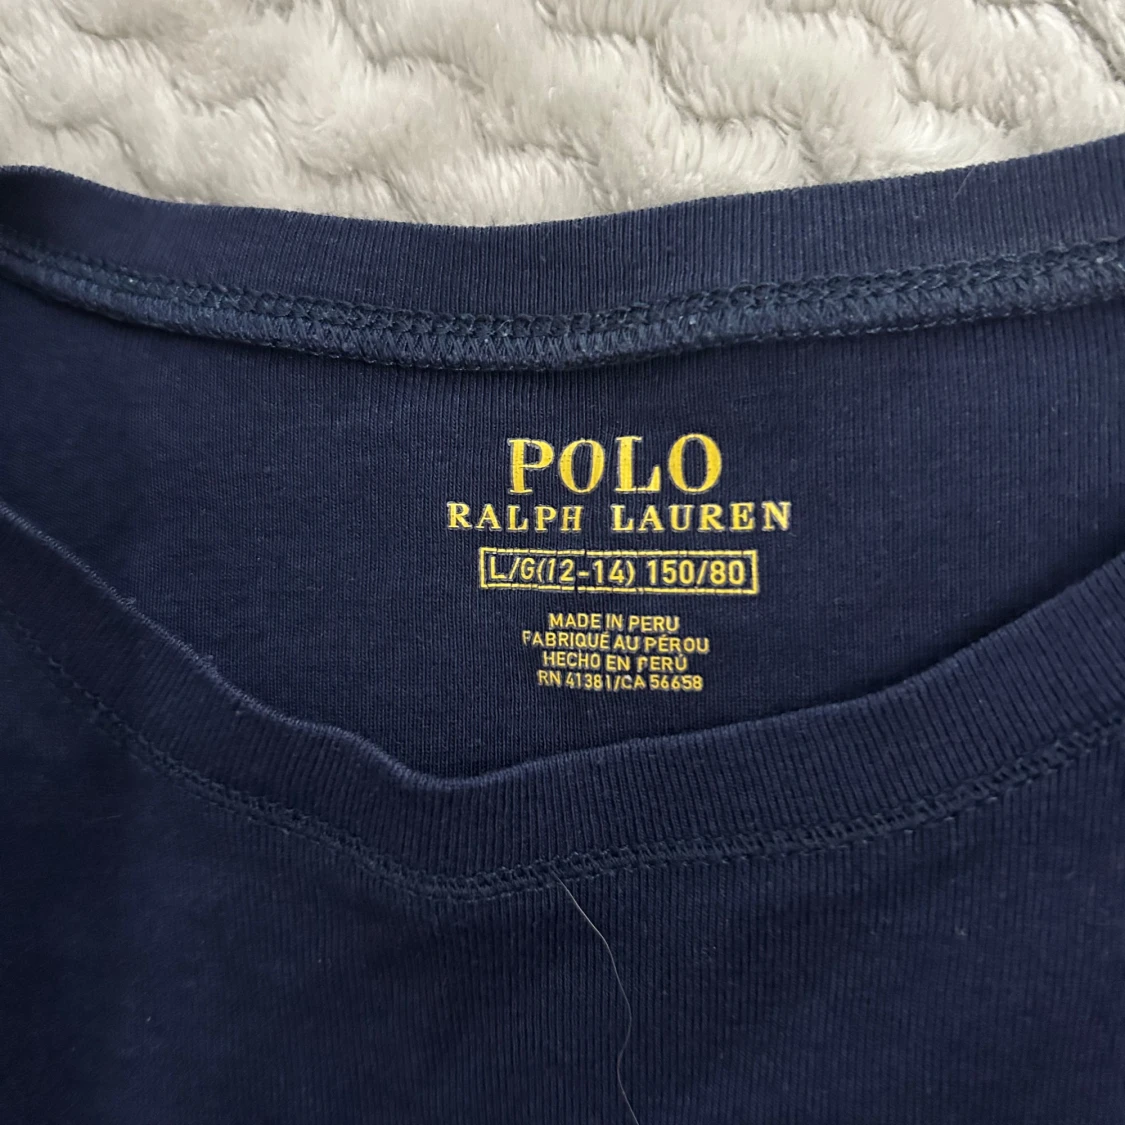 POLO
RALPH LAUREN
L/G(12-14) 150/80
MADE IN PERU
FABRIQUÉ AU PÉROU
HECHO EN PERÚ
RN 41381/CA 56658